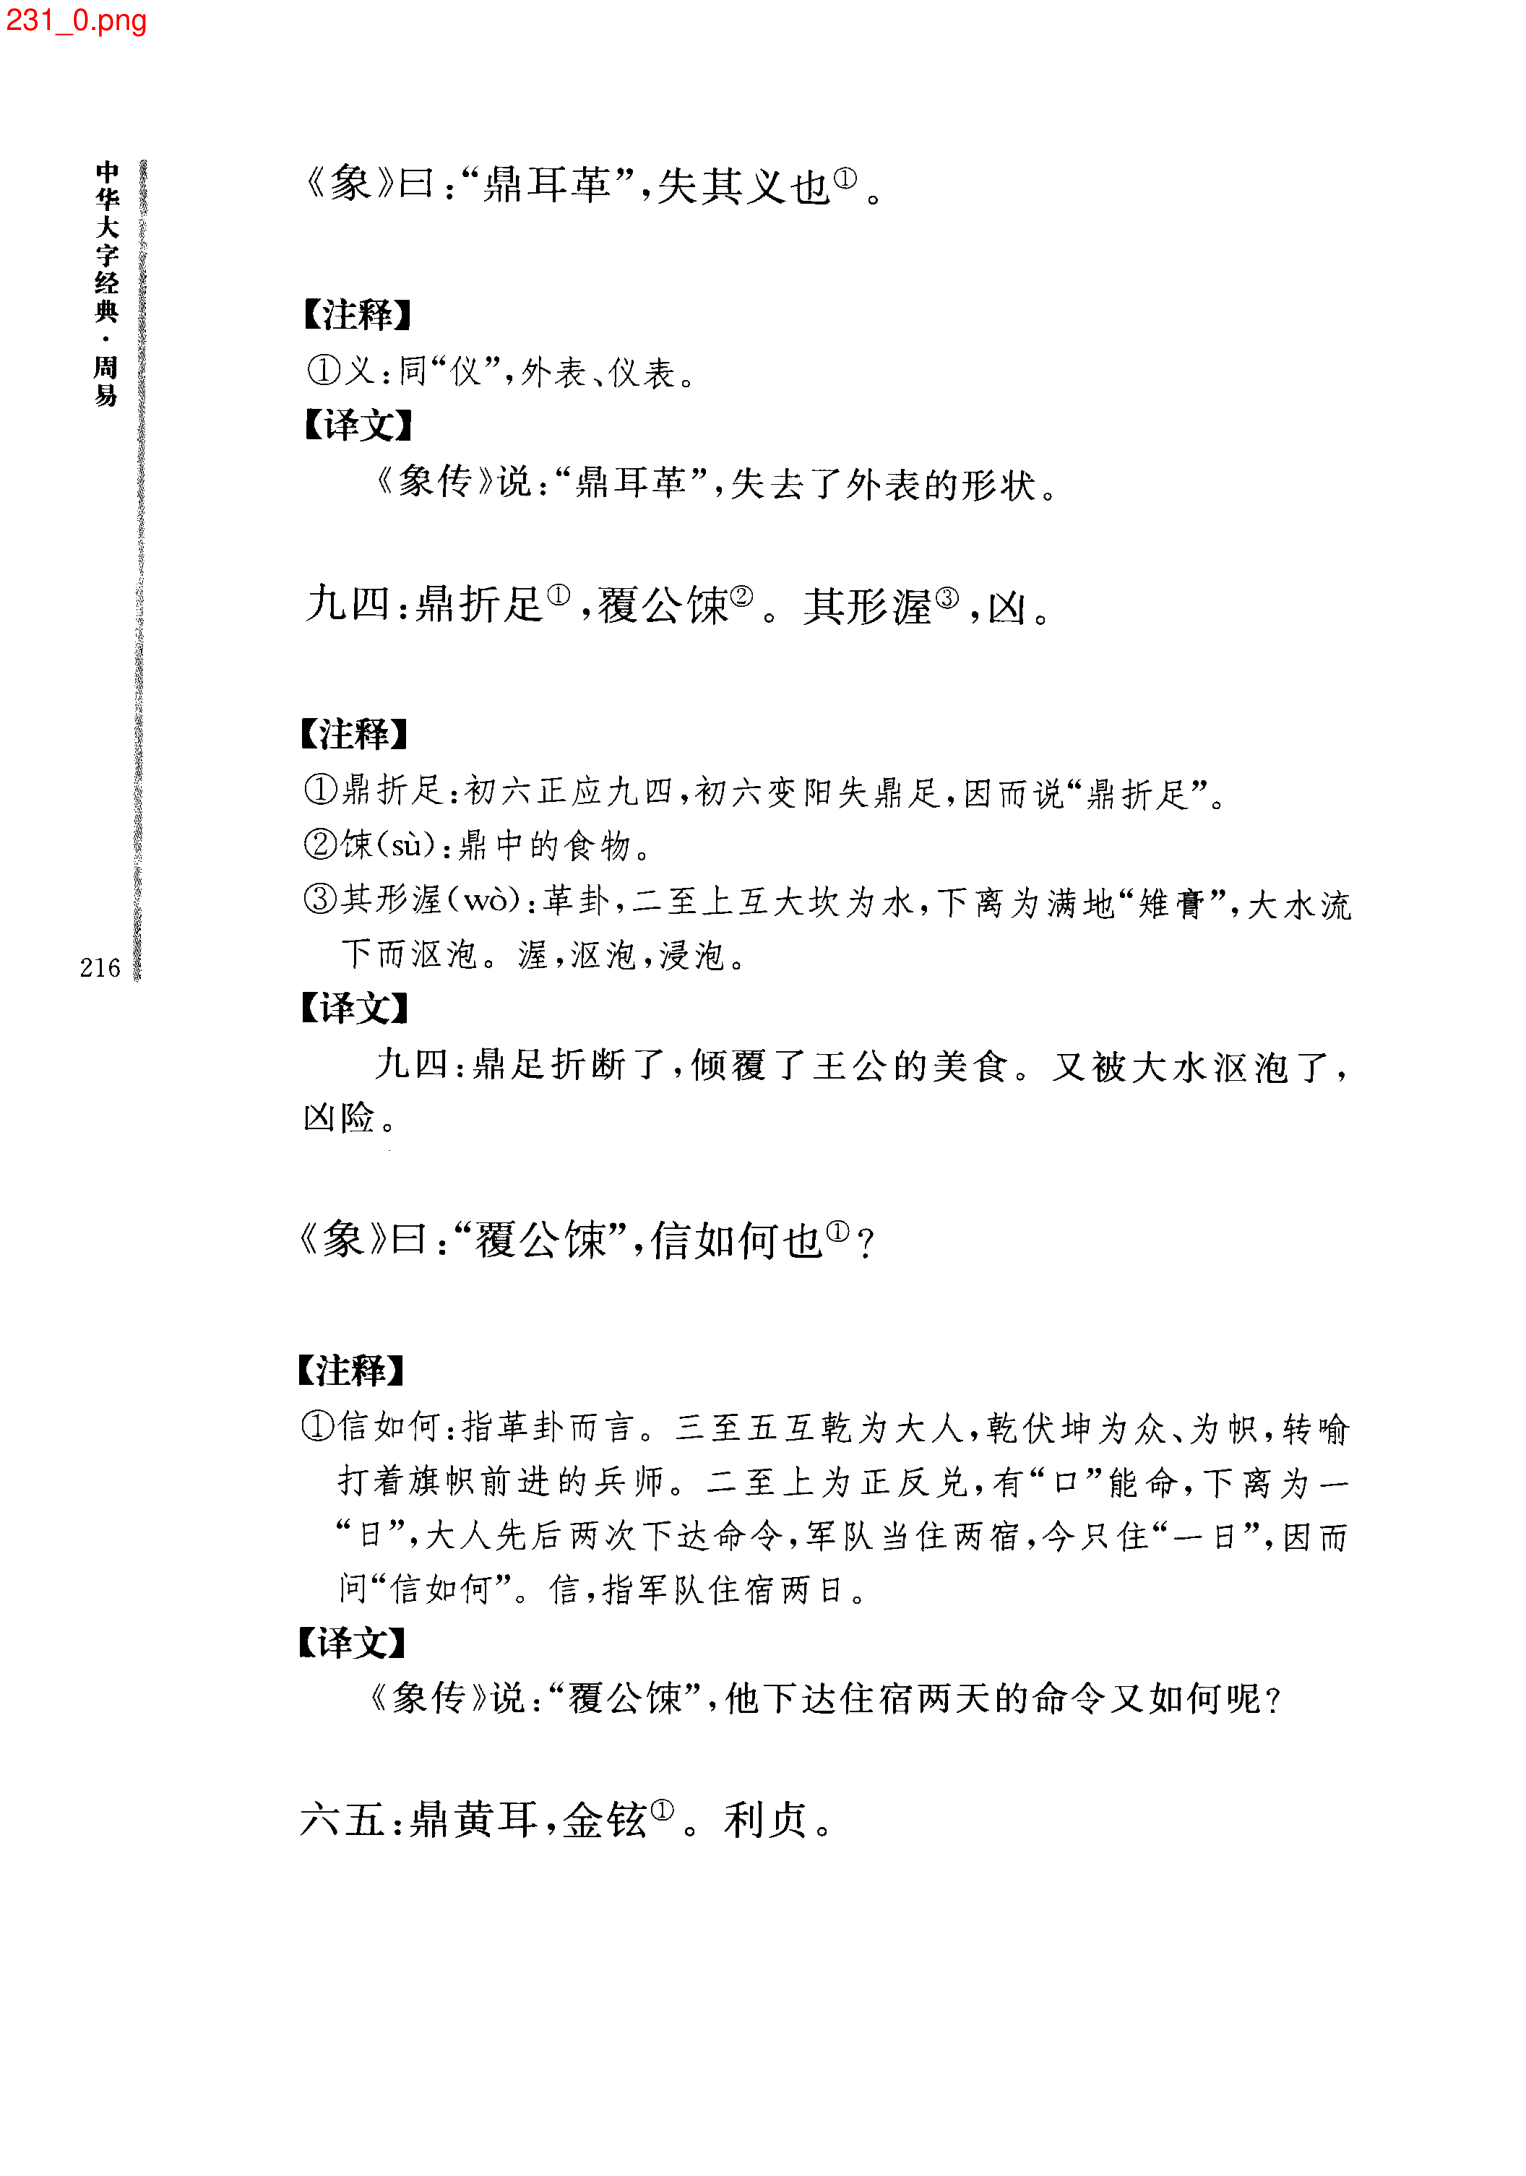 231_0.png
中华大字经典·周易
216
《象》曰：“鼎耳革”，失其义也①。
【注释】
①义：同“仪”，外表、仪表。
【译文】
《象传》说：“鼎耳革”，失去了外表的形状。
九四：鼎折足①，覆公𫗧②。其形渥③，凶。
【注释】
①鼎折足：初六正应九四，初六变阳失鼎足，因而说“鼎折足”。
②𫗧（sù）：鼎中的食物。
③其形渥（wò）：革卦，二至上互大坎为水，下离为满地“雉膏”，大水流
下而沤泡。渥，沤泡，浸泡。
【译文】
九四：鼎足折断了，倾覆了王公的美食。又被大水沤泡了，
凶险。
《象》曰：“覆公𫗧”，信如何也①？
【注释】
①信如何：指革卦而言。三至五互乾为大人，乾伏坤为众、为帜，转喻
打着旗帜前进的兵师。二至上为正反兑，有“口”能命，下离为一
“日”，大人先后两次下达命令，军队当住两宿，今只住“一日”，因而
问“信如何”。信，指军队住宿两日。
【译文】
《象传》说：“覆公𫗧”，他下达住宿两天的命令又如何呢？
六五：鼎黄耳，金铉①。利贞。